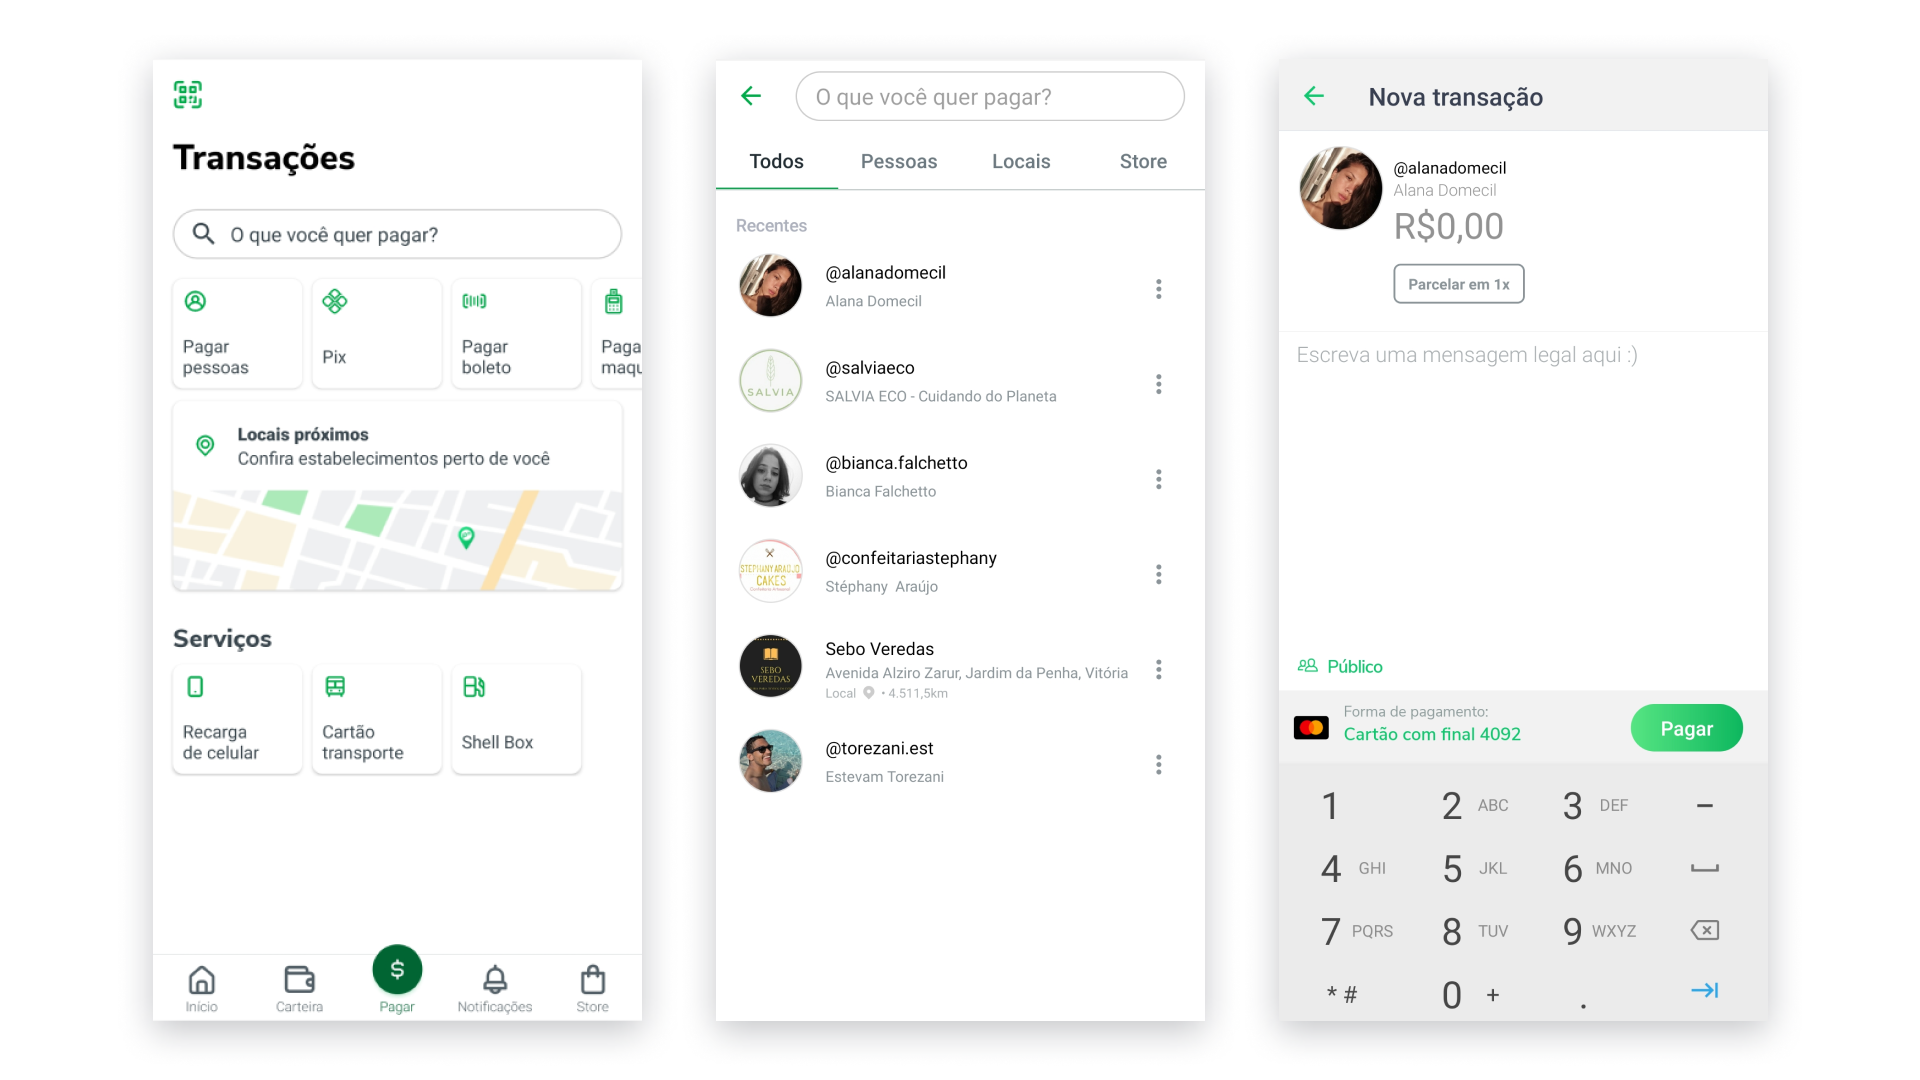 Transações
O que você quer pagar?
Pagar
pessoas
Pix
Pagar
boleto
Paga
maqu
Locais próximos
Confira estabelecimentos perto de você
Serviços
Recarga
de celular
Cartão
transporte
Shell Box
$
Início
Carteira
Pagar
Notificações
Store
O que você quer pagar?
Todos
Pessoas
Locais
Store
Recentes
@alanadomecil
Alana Domecil
SALVIA
@salviaeco
SALVIA ECO - Cuidando do Planeta
@bianca.falchetto
Bianca Falchetto
STEPHANY ARAUJO
CAKES
@confeitariastephany
Stéphany Araújo
SEBO
VEREDAS
Sebo Veredas
Avenida Alziro Zarur, Jardim da Penha, Vitória
Local • 4.511,5km
@torezani.est
Estevam Torezani
Nova transação
@alanadomecil
Alana Domecil
R$0,00
Parcelar em 1x
Escreva uma mensagem legal aqui :)
Público
Forma de pagamento:
Cartão com final 4092
Pagar
1
2 ABC
3 DEF
–
4 GHI
5 JKL
6 MNO
7 PQRS
8 TUV
9 WXYZ
* #
0 +
.